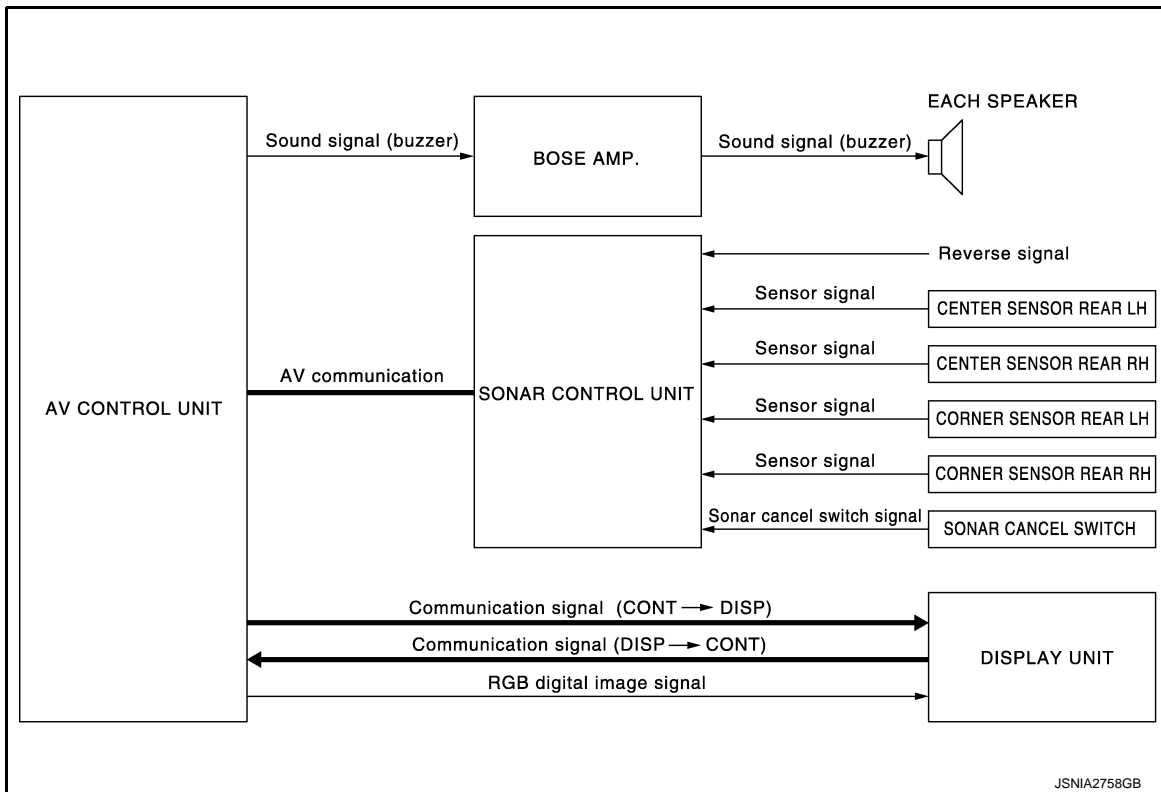 EACH SPEAKER
Sound signal (buzzer)
BOSE AMP.
Sound signal (buzzer)
Reverse signal
Sensor signal
CENTER SENSOR REAR LH
Sensor signal
CENTER SENSOR REAR RH
AV communication
AV CONTROL UNIT
SONAR CONTROL UNIT
Sensor signal
CORNER SENSOR REAR LH
Sensor signal
CORNER SENSOR REAR RH
Sonar cancel switch signal
SONAR CANCEL SWITCH
Communication signal (CONT → DISP)
Communication signal (DISP → CONT)
DISPLAY UNIT
RGB digital image signal
JSNIA2758GB